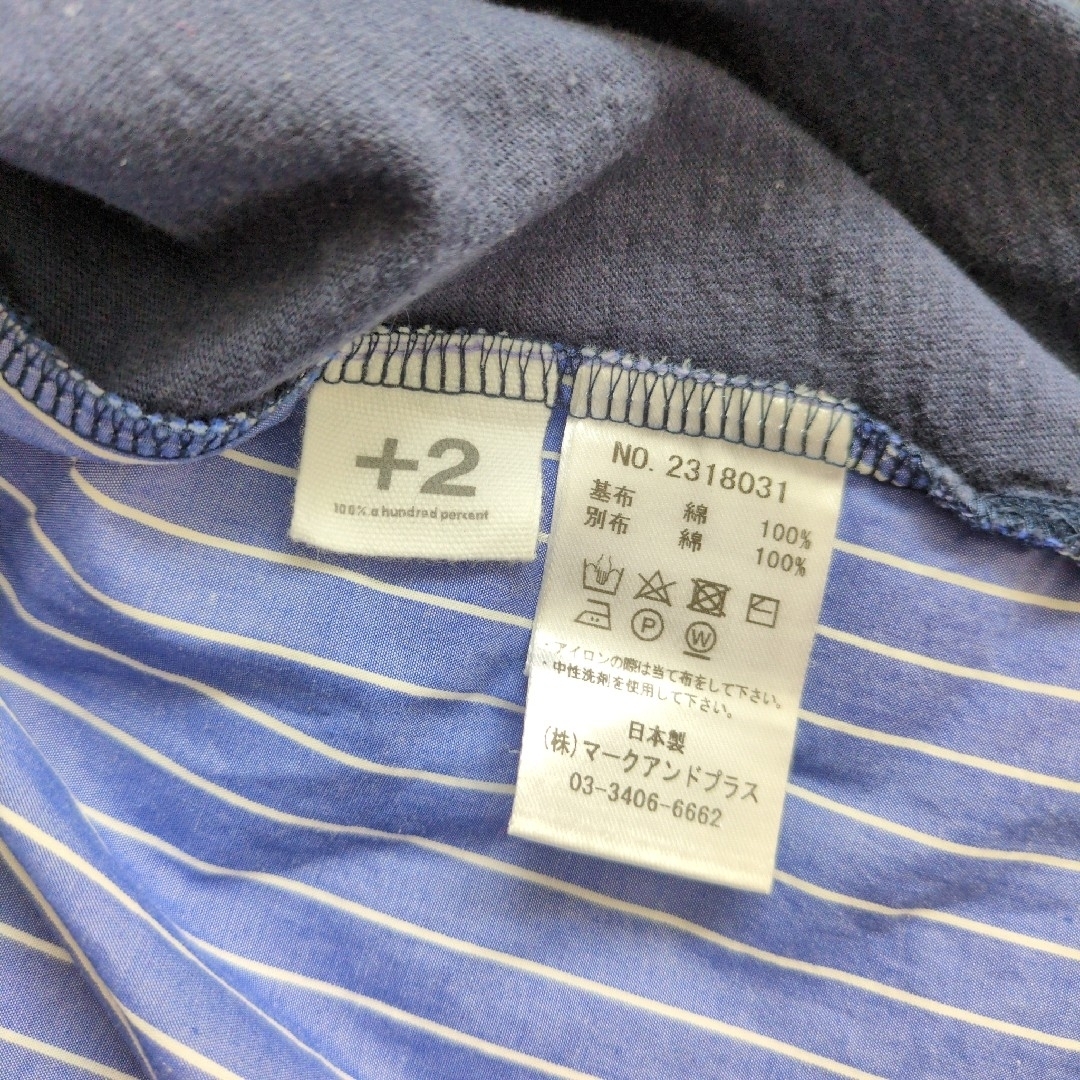 +2
100% a hundred percent
NO. 2318031
基布 綿 100%
別布 綿 100%
P
W
・アイロンの際は当て布をして下さい。
・中性洗剤を使用して下さい。
日本製
(株)マークアンドプラス
03-3406-6662